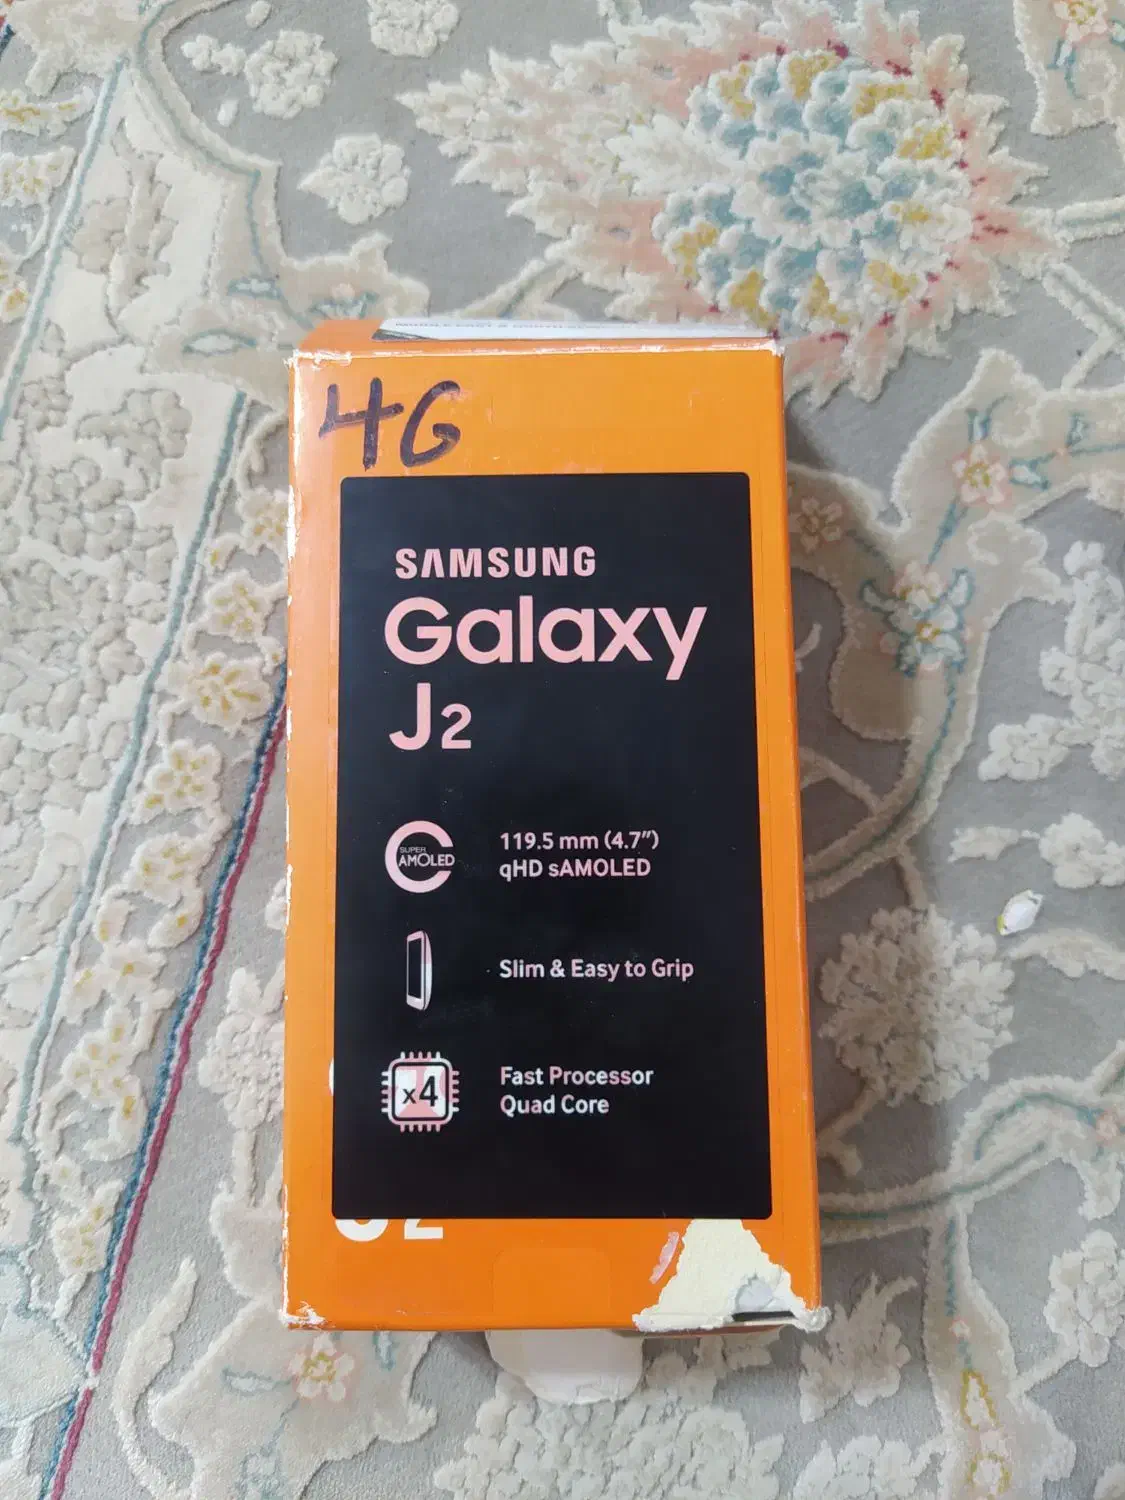 4G
SAMSUNG
Galaxy
J2
SUPER
AMOLED
119.5 mm (4.7")
qHD sAMOLED
Slim & Easy to Grip
x4
Fast Processor
Quad Core
J2